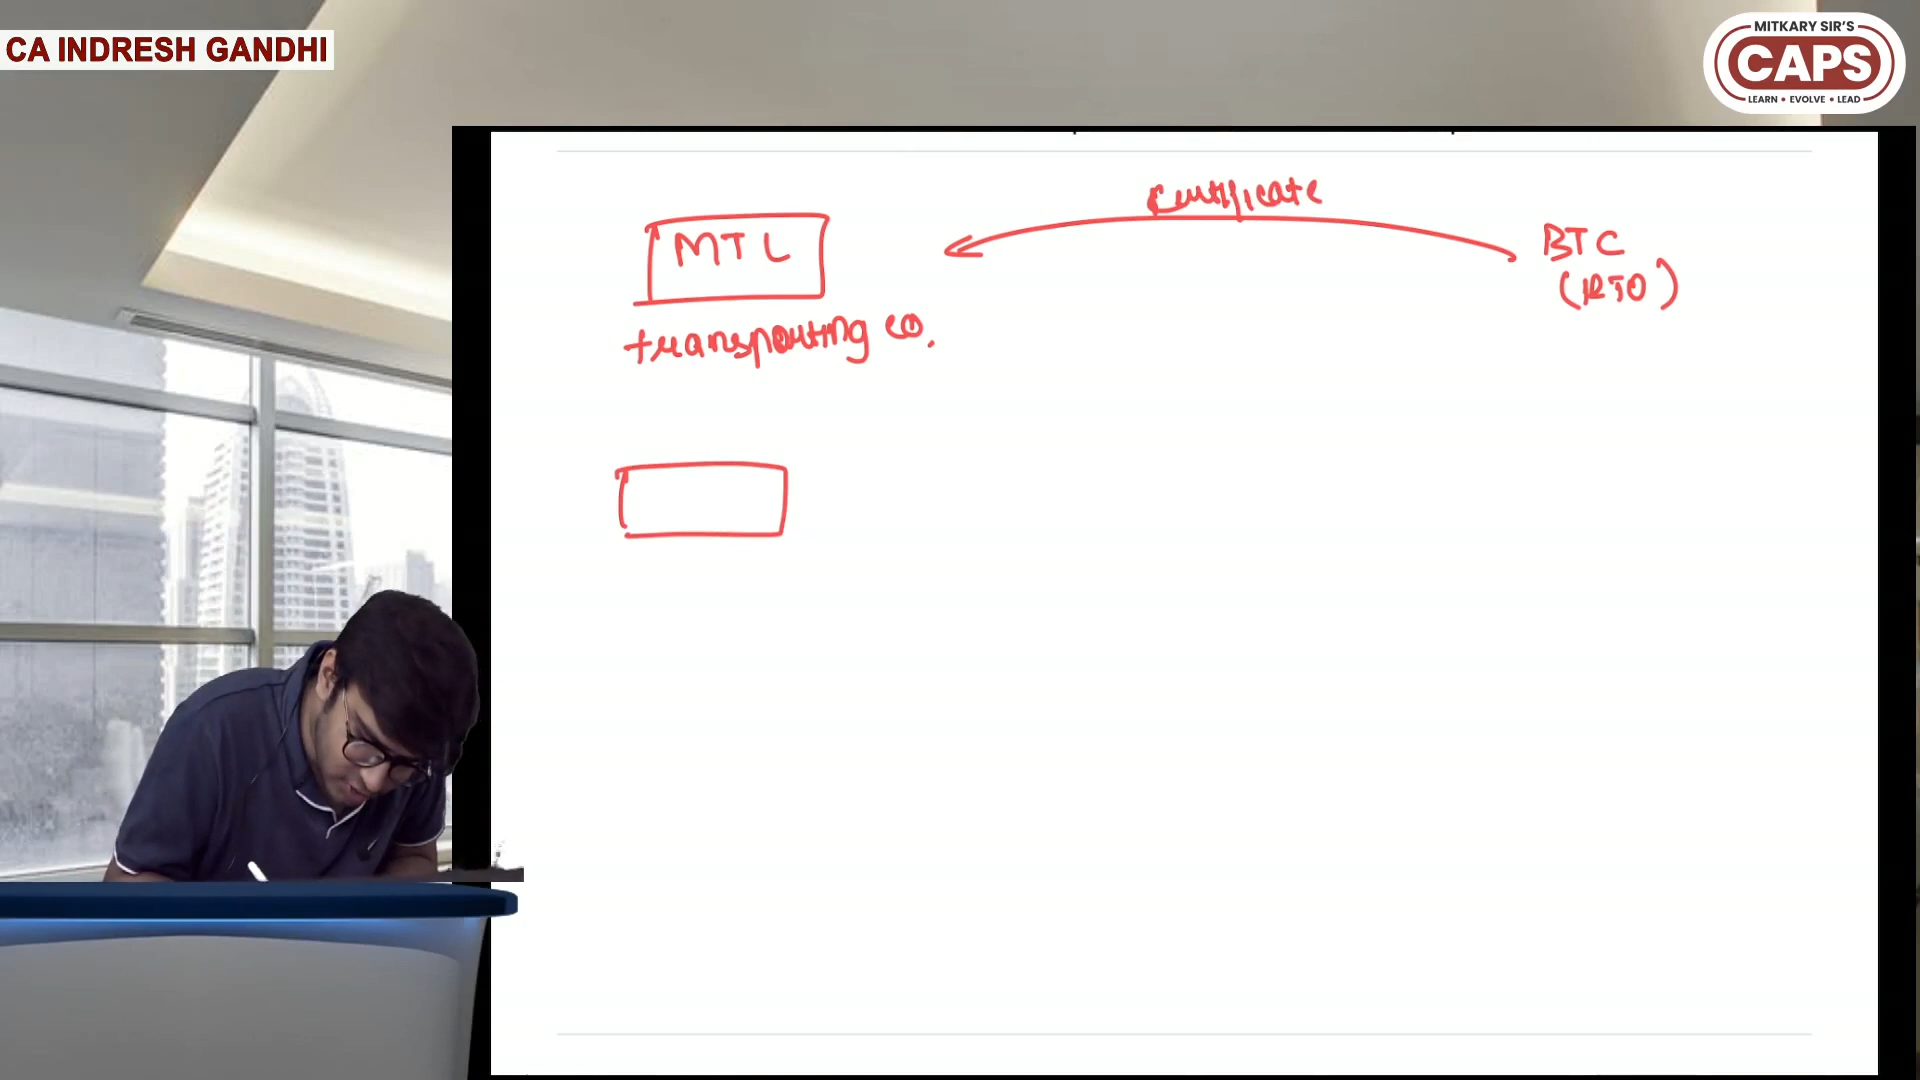 CA INDRESH GANDHI
MITKARY SIR'S
CAPS
LEARN • EVOLVE • LEAD
Certificate
MTL
BTC
(RTO)
transporting co.